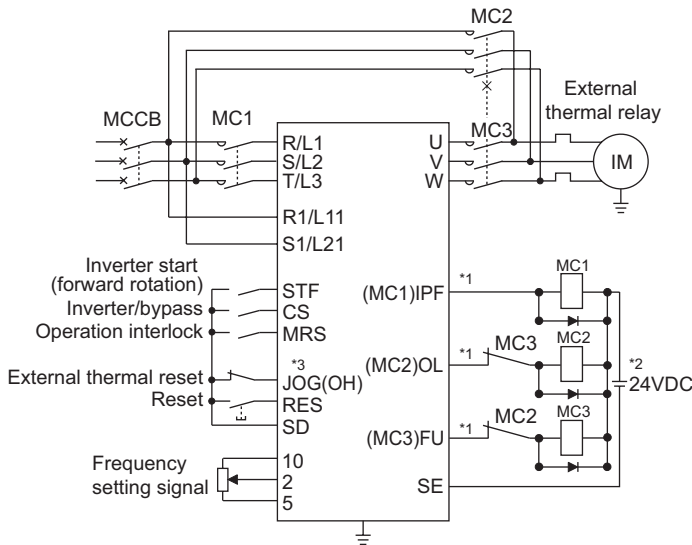 MC2
External
thermal relay
MCCB
MC1
MC3
R/L1
S/L2
T/L3
U
V
W
IM
R1/L11
S1/L21
Inverter start
(forward rotation)
STF
Inverter/bypass
CS
Operation interlock
MRS
*3
External thermal reset
JOG(OH)
Reset
RES
SD
Frequency
setting signal
10
2
5
(MC1)IPF
*1
MC1
(MC2)OL
*1
MC3
MC2
*2
24VDC
(MC3)FU
*1
MC2
MC3
SE